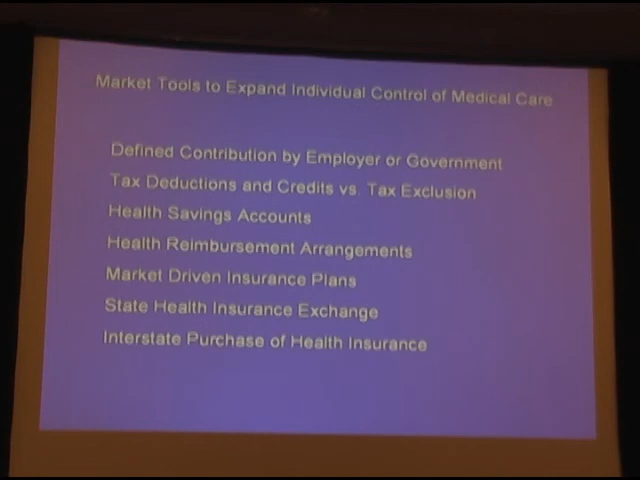 Market Tools to Expand Individual Control of Medical Care
Defined Contribution by Employer or Government
Tax Deductions and Credits vs. Tax Exclusion
Health Savings Accounts
Health Reimbursement Arrangements
Market Driven Insurance Plans
State Health Insurance Exchange
Interstate Purchase of Health Insurance